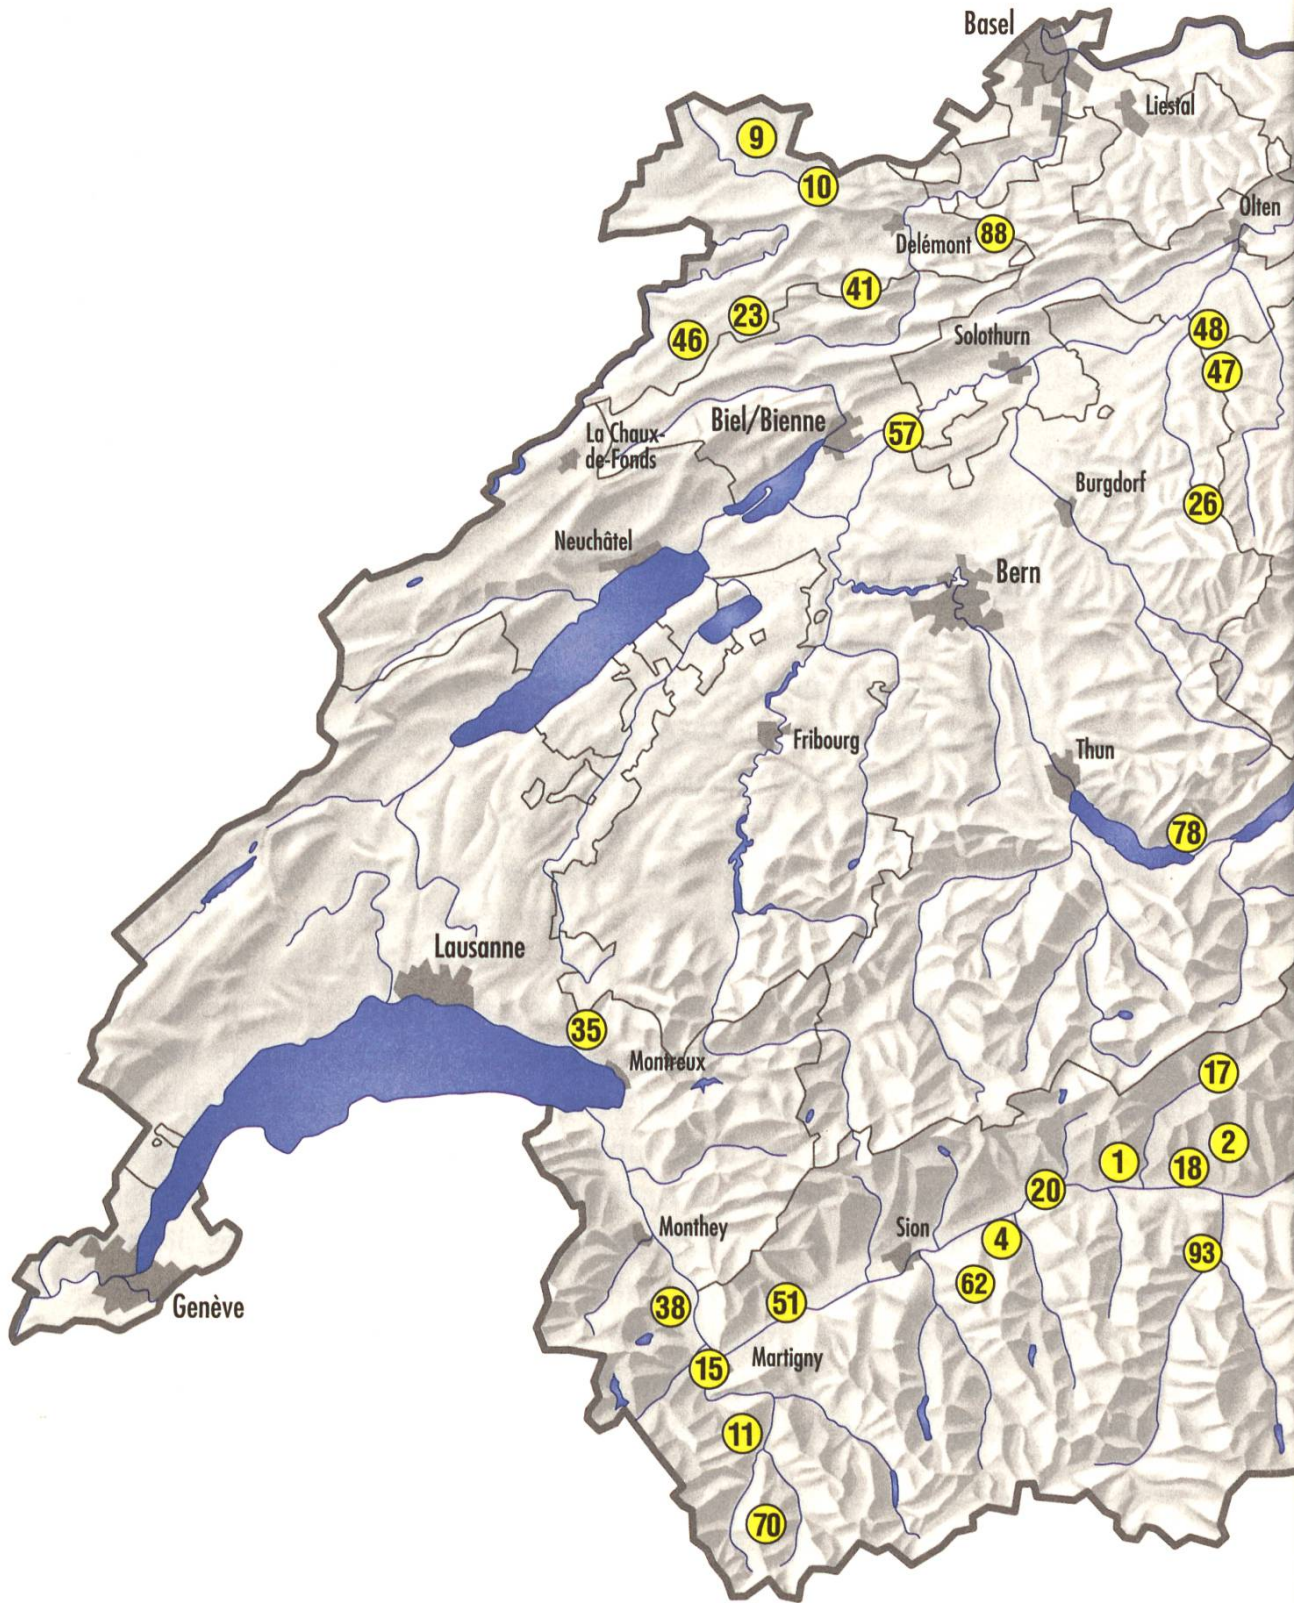 Basel
Liestal
9
10
Olten
88
Delémont
41
23
48
46
Solothurn
47
Biel/Bienne
57
La Chaux-
de-Fonds
Burgdorf
26
Neuchâtel
Bern
Fribourg
Thun
78
Lausanne
35
Montreux
17
2
1
18
20
Monthey
Sion
4
93
62
Genève
38
51
15
Martigny
11
70